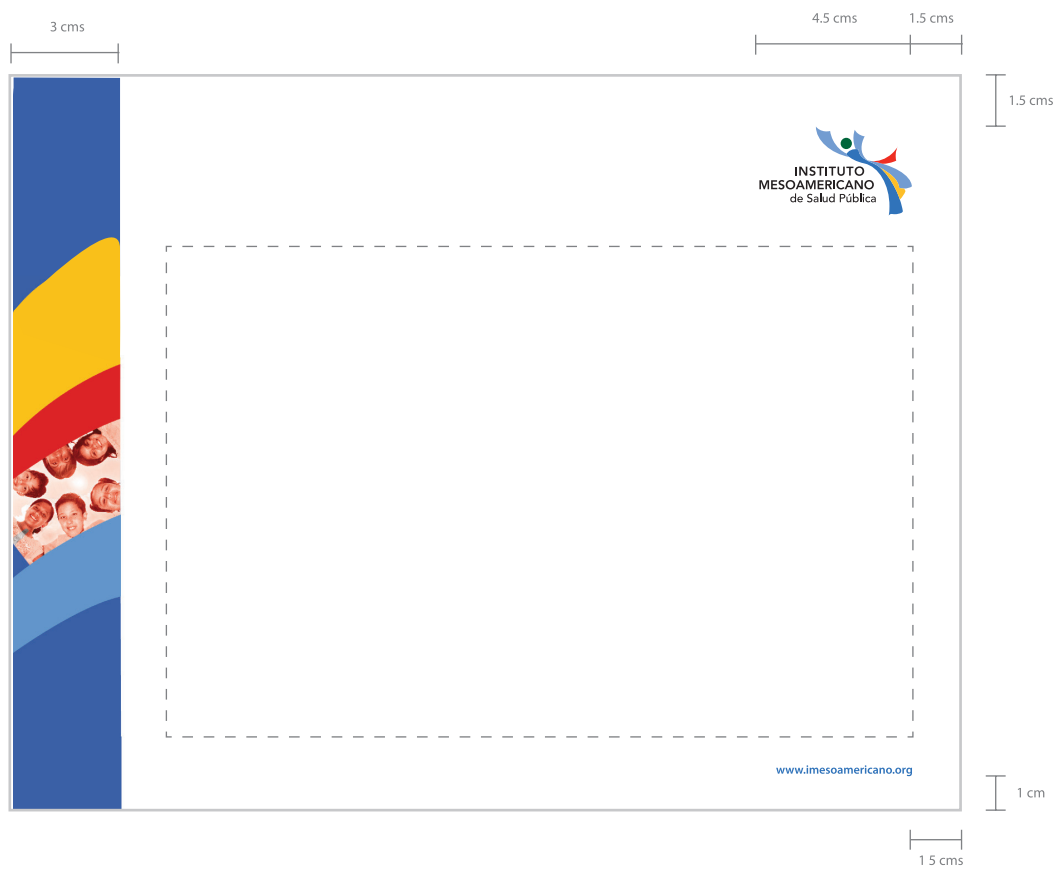 3 cms
4.5 cms
1.5 cms
1.5 cms
INSTITUTO
MESOAMERICANO
de Salud Pública
www.imesoamericano.org
1 cm
1 5 cms